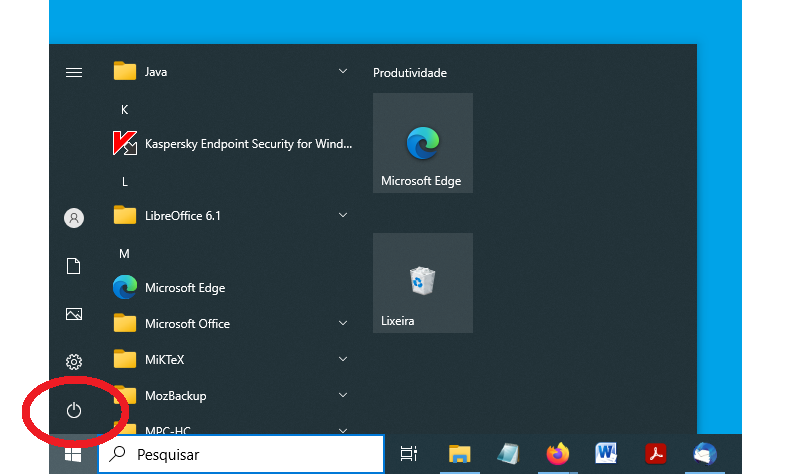 Java
Produtividade
K
Kaspersky Endpoint Security for Wind...
Microsoft Edge
L
LibreOffice 6.1
M
Microsoft Edge
Microsoft Office
Lixeira
MiKTeX
MozBackup
MPC-HC
Pesquisar